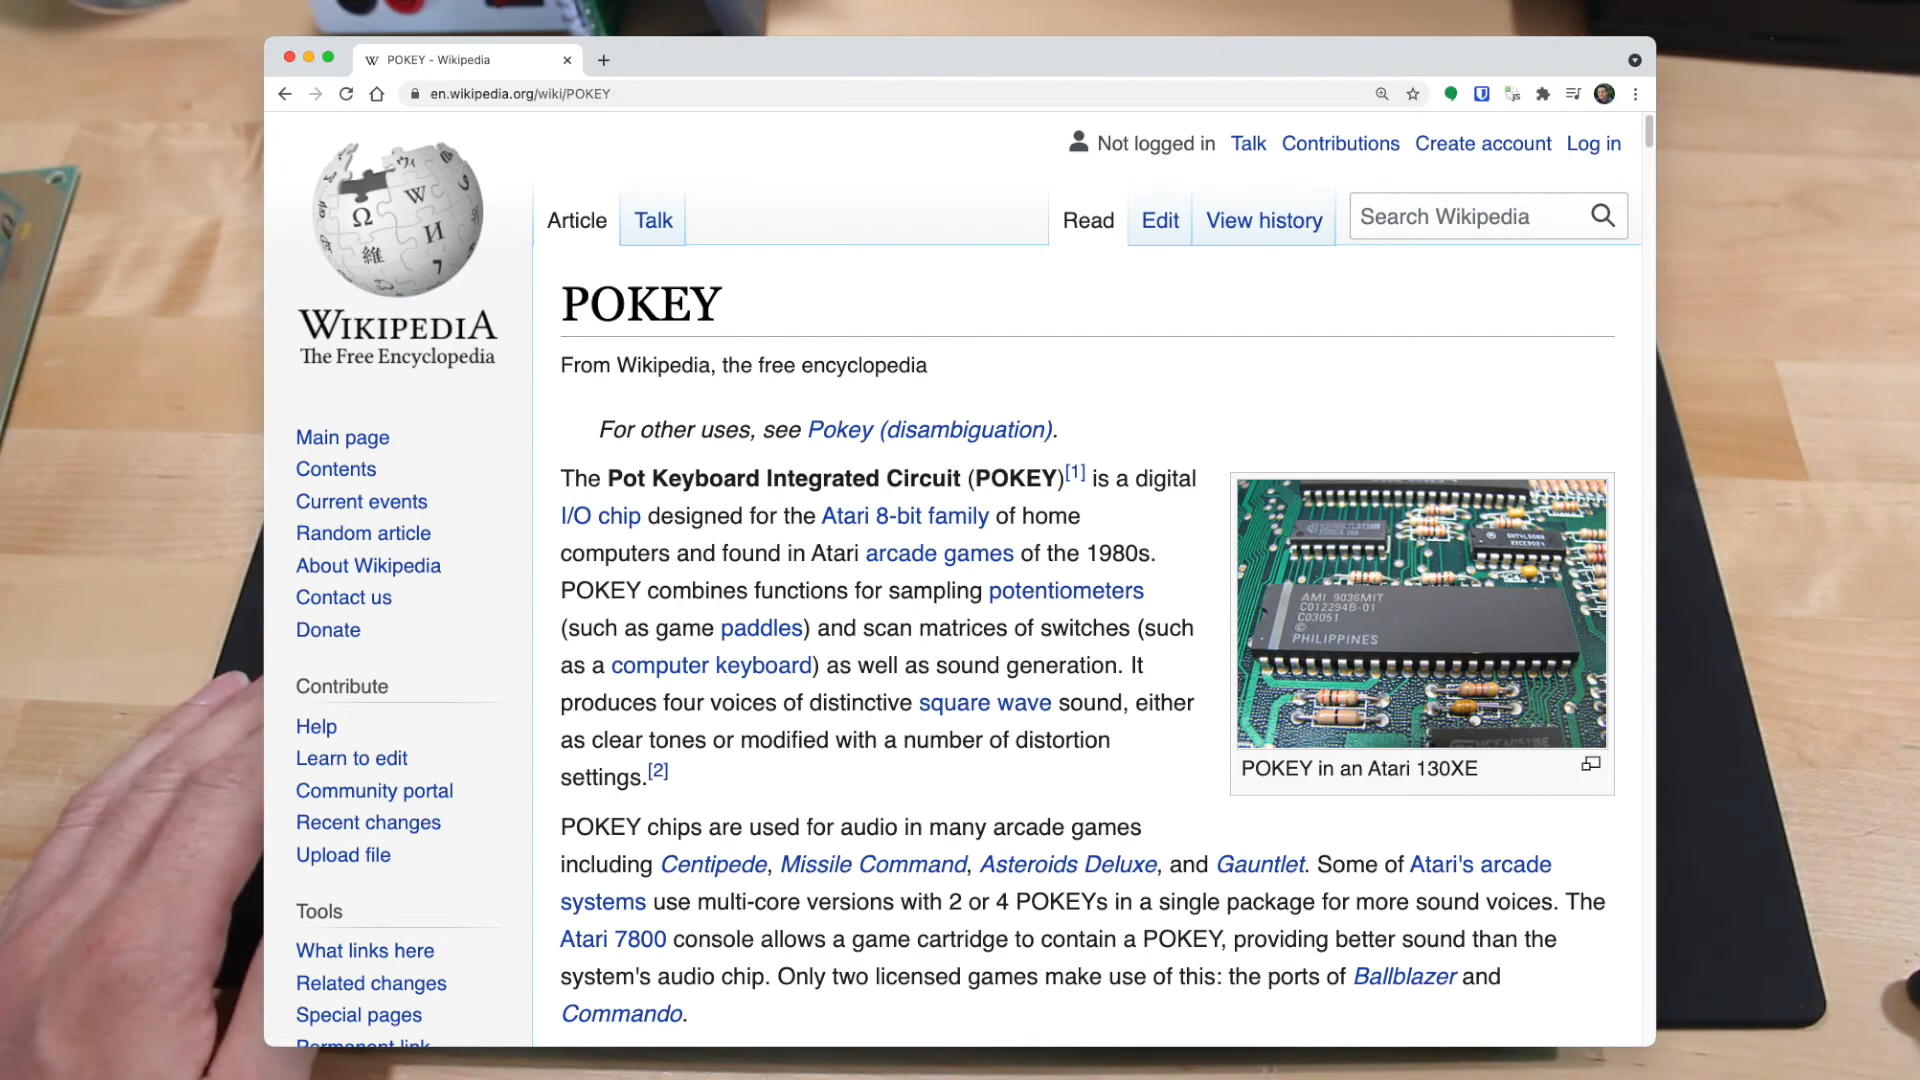 POKEY - Wikipedia
en.wikipedia.org/wiki/POKEY
Not logged in Talk Contributions Create account Log in
Article Talk Read Edit View history Search Wikipedia
WIKIPEDIA
The Free Encyclopedia
Main page
Contents
Current events
Random article
About Wikipedia
Contact us
Donate
Contribute
Help
Learn to edit
Community portal
Recent changes
Upload file
Tools
What links here
Related changes
Special pages
Permanent link
POKEY
From Wikipedia, the free encyclopedia
For other uses, see Pokey (disambiguation).
The Pot Keyboard Integrated Circuit (POKEY)[1] is a digital
I/O chip designed for the Atari 8-bit family of home
computers and found in Atari arcade games of the 1980s.
POKEY combines functions for sampling potentiometers
(such as game paddles) and scan matrices of switches (such
as a computer keyboard) as well as sound generation. It
produces four voices of distinctive square wave sound, either
as clear tones or modified with a number of distortion
settings.[2]
AMI 9036MIT
C012294B-01
C03051
©
PHILIPPINES
POKEY in an Atari 130XE
POKEY chips are used for audio in many arcade games
including Centipede, Missile Command, Asteroids Deluxe, and Gauntlet. Some of Atari's arcade
systems use multi-core versions with 2 or 4 POKEYs in a single package for more sound voices. The
Atari 7800 console allows a game cartridge to contain a POKEY, providing better sound than the
system's audio chip. Only two licensed games make use of this: the ports of Ballblazer and
Commando.